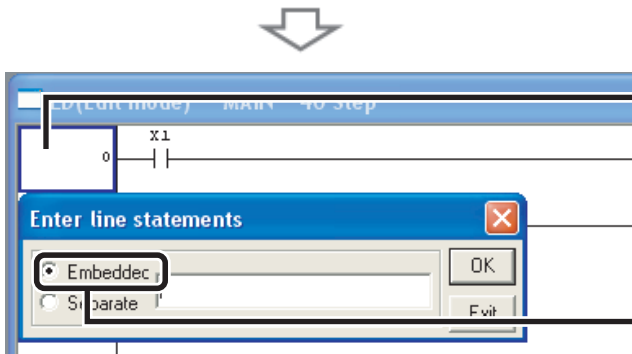 LD(Edit mode) MAIN 40 Step
X1
0
Enter line statements
Embeddec
OK
Separate
Exit